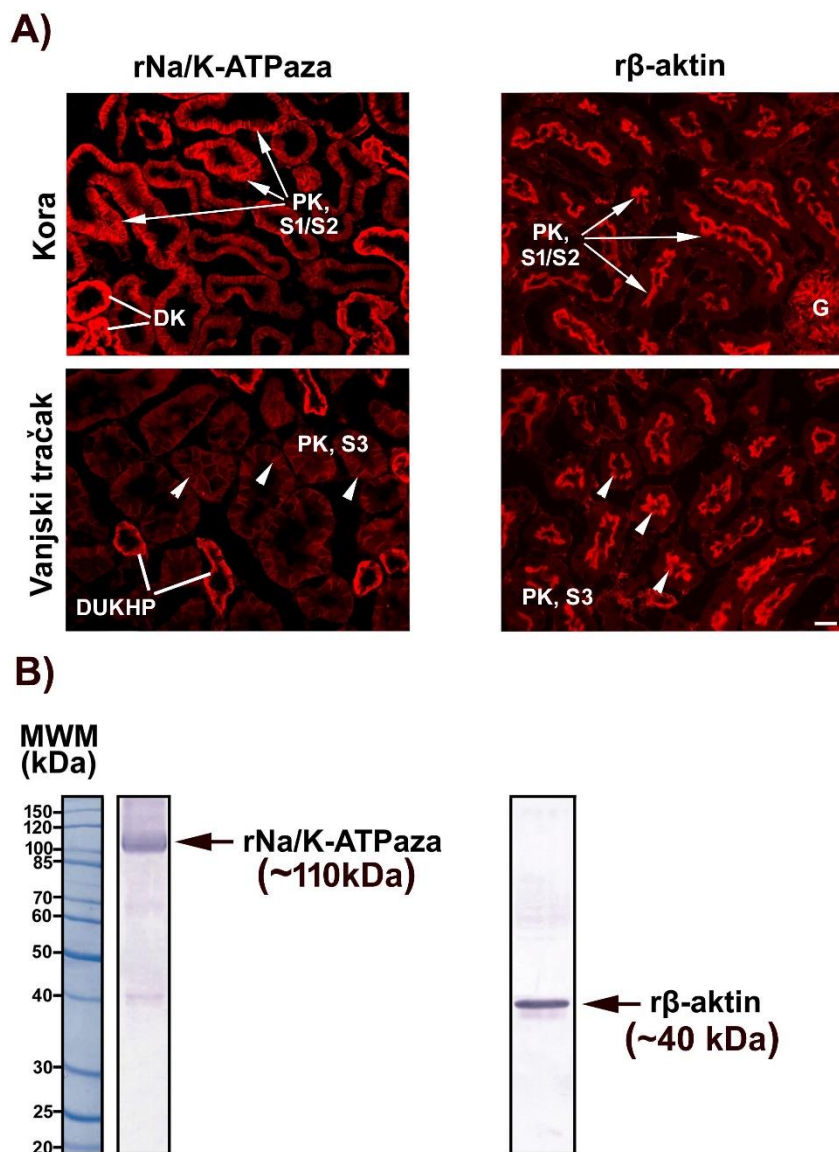 A)
rNa/K-ATPaza
rβ-aktin
Kora
PK,
S1/S2
DK
PK,
S1/S2
G
Vanjski tračak
PK, S3
DUKHP
PK, S3
B)
MWM
(kDa)
150
120
100
85
70
60
50
40
30
25
20
rNa/K-ATPaza
(~110kDa)
rβ-aktin
(~40 kDa)